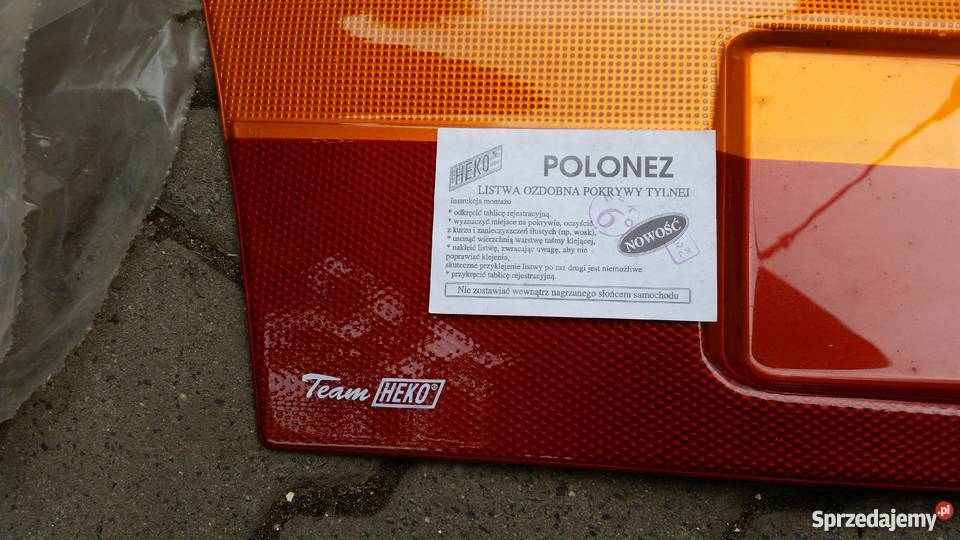 HEKO
POLONEZ
LISTWA OZDOBNA POKRYWY TYLNEJ
Instrukcja montażu
* odkręcić tablicę rejestracyjną.
* wyznaczyć miejsce na pokrywie, oczyścić
z kurzu i zanieczyszczeń tłustych (np. wosk),
* usunąć wierzchnią warstwę taśmy klejącej,
* nakleić listwę, zwracając uwagę, aby nie
poprawiać klejenia,
skuteczne przyklejenie listwy po raz drugi jest niemożliwe
* przykręcić tablicę rejestracyjną.
NOWOŚĆ
Nie zostawiać wewnątrz nagrzanego słońcem samochodu
Team HEKO®
Sprzedajemy.pl